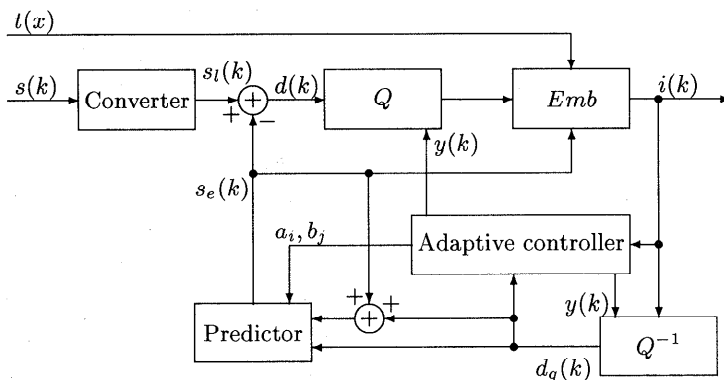 t(x)
s(k)
Converter
s_l(k)
+
+
−
d(k)
Q
Emb
i(k)
y(k)
s_e(k)
a_i, b_j
Adaptive controller
+
+
+
Predictor
y(k)
Q^{-1}
d_q(k)